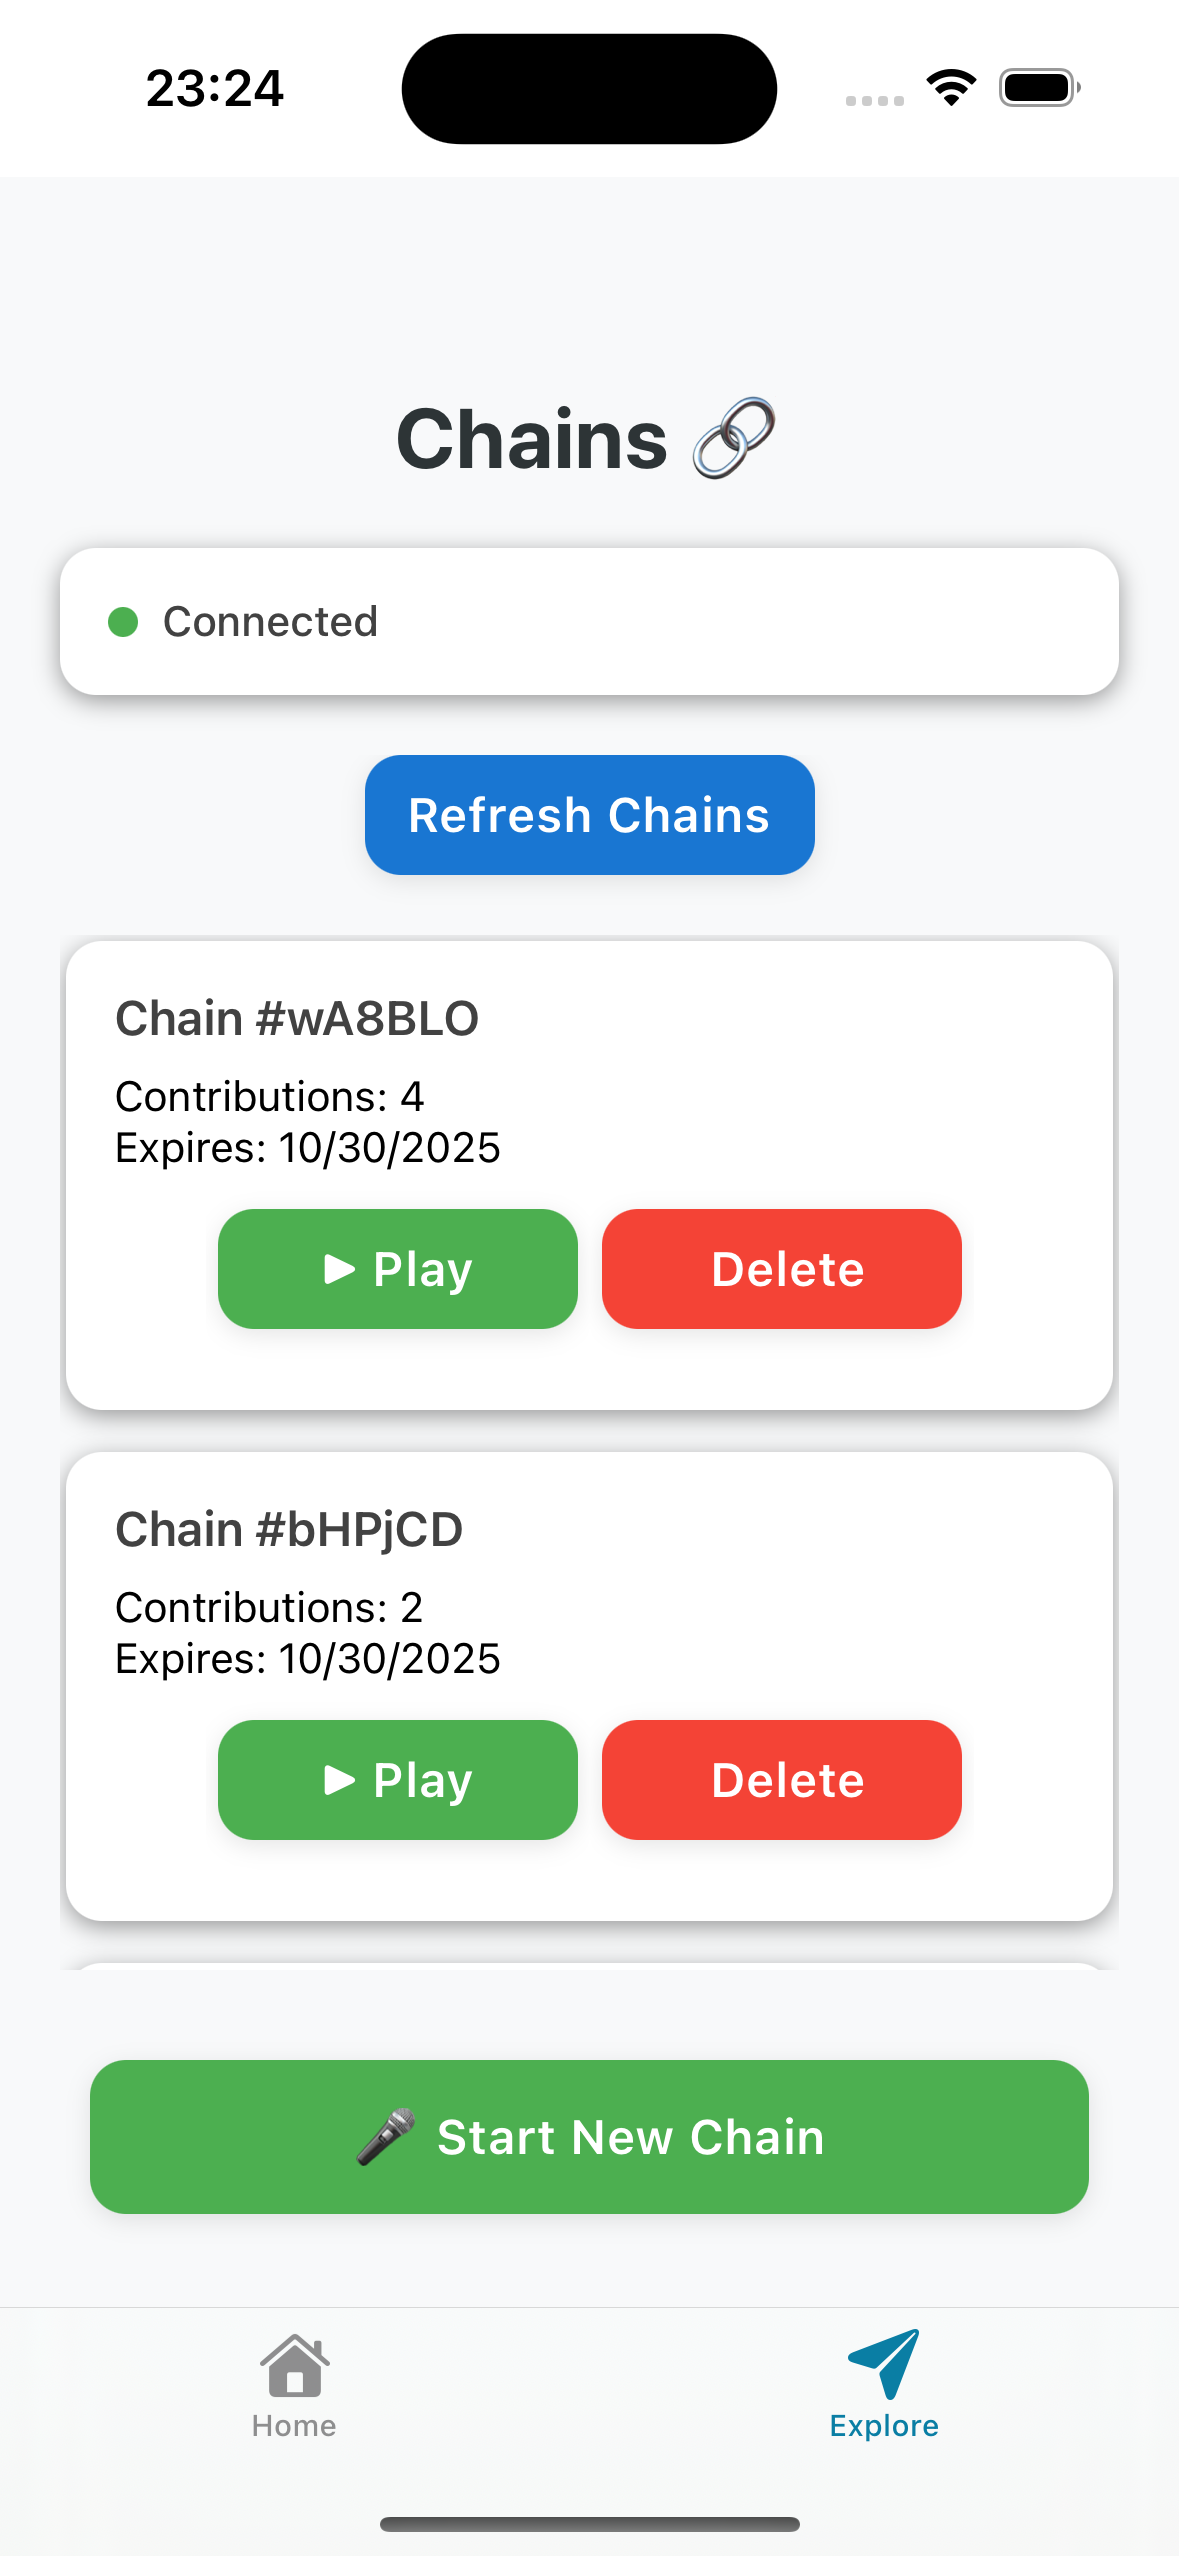 23:24
Chains 🔗
Connected
Refresh Chains
Chain #wA8BLO
Contributions: 4
Expires: 10/30/2025
▶ Play
Delete
Chain #bHPjCD
Contributions: 2
Expires: 10/30/2025
▶ Play
Delete
🎤 Start New Chain
Home
Explore